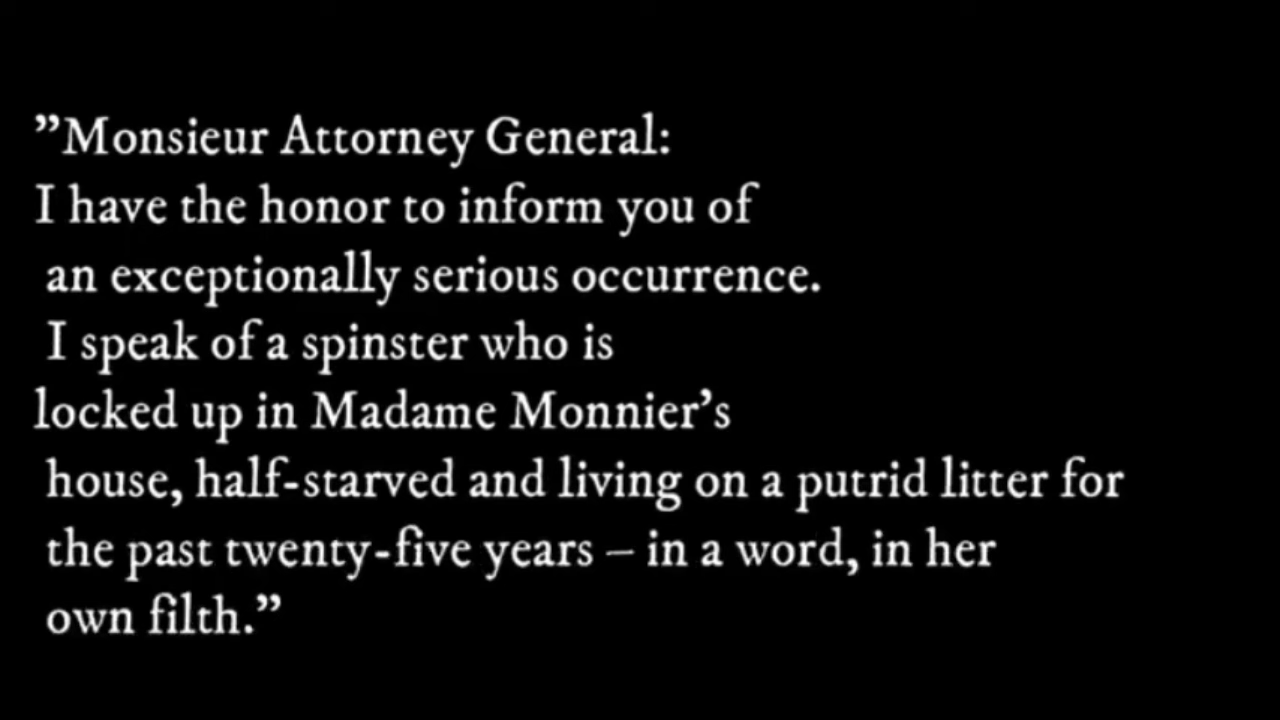 ”Monsieur Attorney General:
I have the honor to inform you of
an exceptionally serious occurrence.
I speak of a spinster who is
locked up in Madame Monnier’s
house, half-starved and living on a putrid litter for
the past twenty-five years – in a word, in her
own filth.”